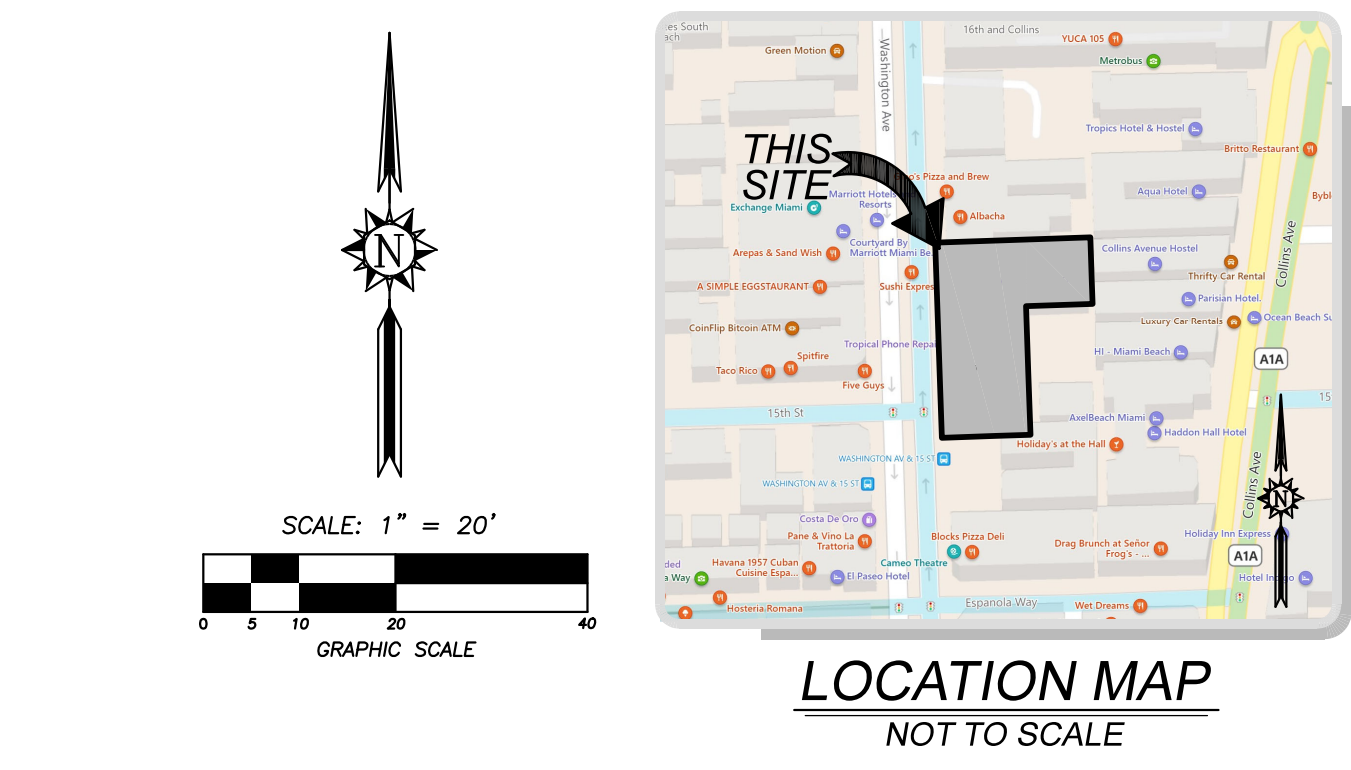 N
SCALE: 1" = 20'
0 5 10 20 40
GRAPHIC SCALE
es South
ach
16th and Collins
YUCA 105
Green Motion
Metrobus
Washington Ave
Tropics Hotel & Hostel
Britto Restaurant
THIS
SITE
's Pizza and Brew
Marriott Hotels
Resorts
Aqua Hotel
Exchange Miami
Albacha
Collins Ave
Courtyard By
Marriott Miami Be...
Arepas & Sand Wish
Collins Avenue Hostel
Thrifty Car Rental
A SIMPLE EGGSTAURANT
Sushi Expres
Parisian Hotel.
Luxury Car Rentals
Ocean Beach Su
CoinFlip Bitcoin ATM
Tropical Phone Repai
HI - Miami Beach
A1A
Spitfire
Taco Rico
Five Guys
15
15th St
AxelBeach Miami
Haddon Hall Hotel
Holiday's at the Hall
WASHINGTON AV & 15 ST
WASHINGTON AV & 15 ST
Collins Ave
N
Costa De Oro
Pane & Vino La
Trattoria
Blocks Pizza Deli
Holiday Inn Express
Drag Brunch at Señor
Frog's - ...
A1A
Cameo Theatre
Havana 1957 Cuban
Cuisine Espa...
El Paseo Hotel
ded
a Way
Hotel Indigo
Hosteria Romana
Espanola Way
Wet Dreams
LOCATION MAP
NOT TO SCALE